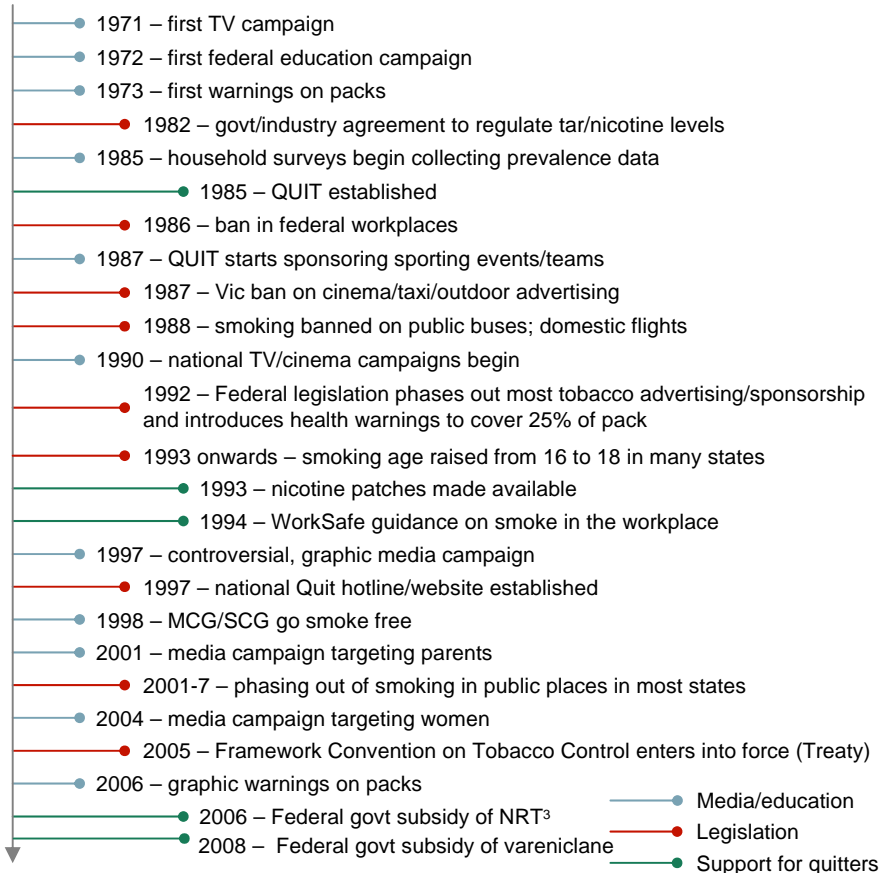 1971 – first TV campaign
1972 – first federal education campaign
1973 – first warnings on packs
1982 – govt/industry agreement to regulate tar/nicotine levels
1985 – household surveys begin collecting prevalence data
1985 – QUIT established
1986 – ban in federal workplaces
1987 – QUIT starts sponsoring sporting events/teams
1987 – Vic ban on cinema/taxi/outdoor advertising
1988 – smoking banned on public buses; domestic flights
1990 – national TV/cinema campaigns begin
1992 – Federal legislation phases out most tobacco advertising/sponsorship
and introduces health warnings to cover 25% of pack
1993 onwards – smoking age raised from 16 to 18 in many states
1993 – nicotine patches made available
1994 – WorkSafe guidance on smoke in the workplace
1997 – controversial, graphic media campaign
1997 – national Quit hotline/website established
1998 – MCG/SCG go smoke free
2001 – media campaign targeting parents
2001-7 – phasing out of smoking in public places in most states
2004 – media campaign targeting women
2005 – Framework Convention on Tobacco Control enters into force (Treaty)
2006 – graphic warnings on packs
2006 – Federal govt subsidy of NRT³
2008 – Federal govt subsidy of vareniclane
Media/education
Legislation
Support for quitters